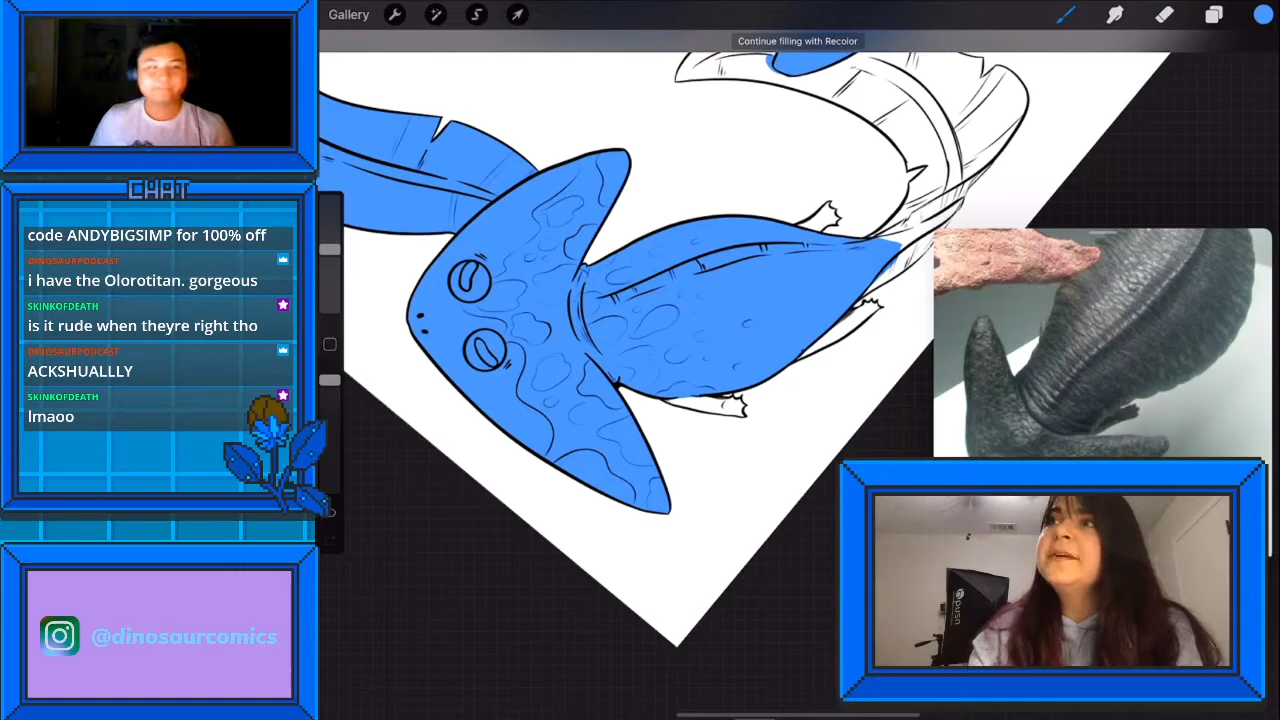 Gallery
Continue filling with Recolor
CHAT
code ANDYBIGSIMP for 100% off
DINOSAURPODCAST
i have the Olorotitan. gorgeous
SKINKOFDEATH
is it rude when theyre right tho
DINOSAURPODCAST
ACKSHUALLLY
SKINKOFDEATH
lmaoo
@dinosaurcomics
pusn